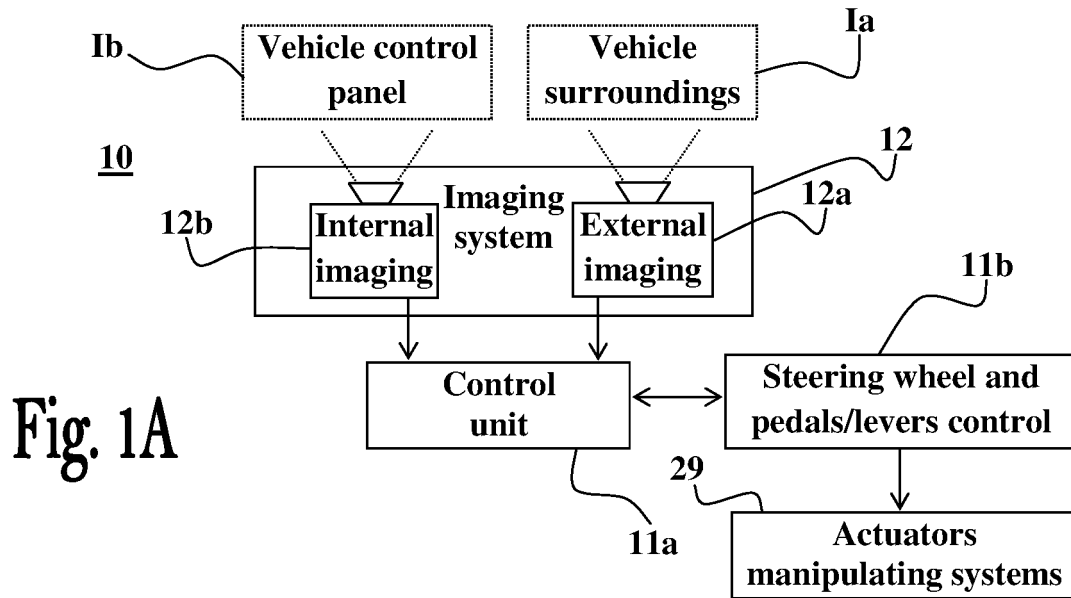 Ib
Vehicle control
panel
Vehicle
surroundings
Ia
10
12
12b
Internal
imaging
Imaging
system
External
imaging
12a
11b
Control
unit
Steering wheel and
pedals/levers control
Fig. 1A
11a
29
Actuators
manipulating systems